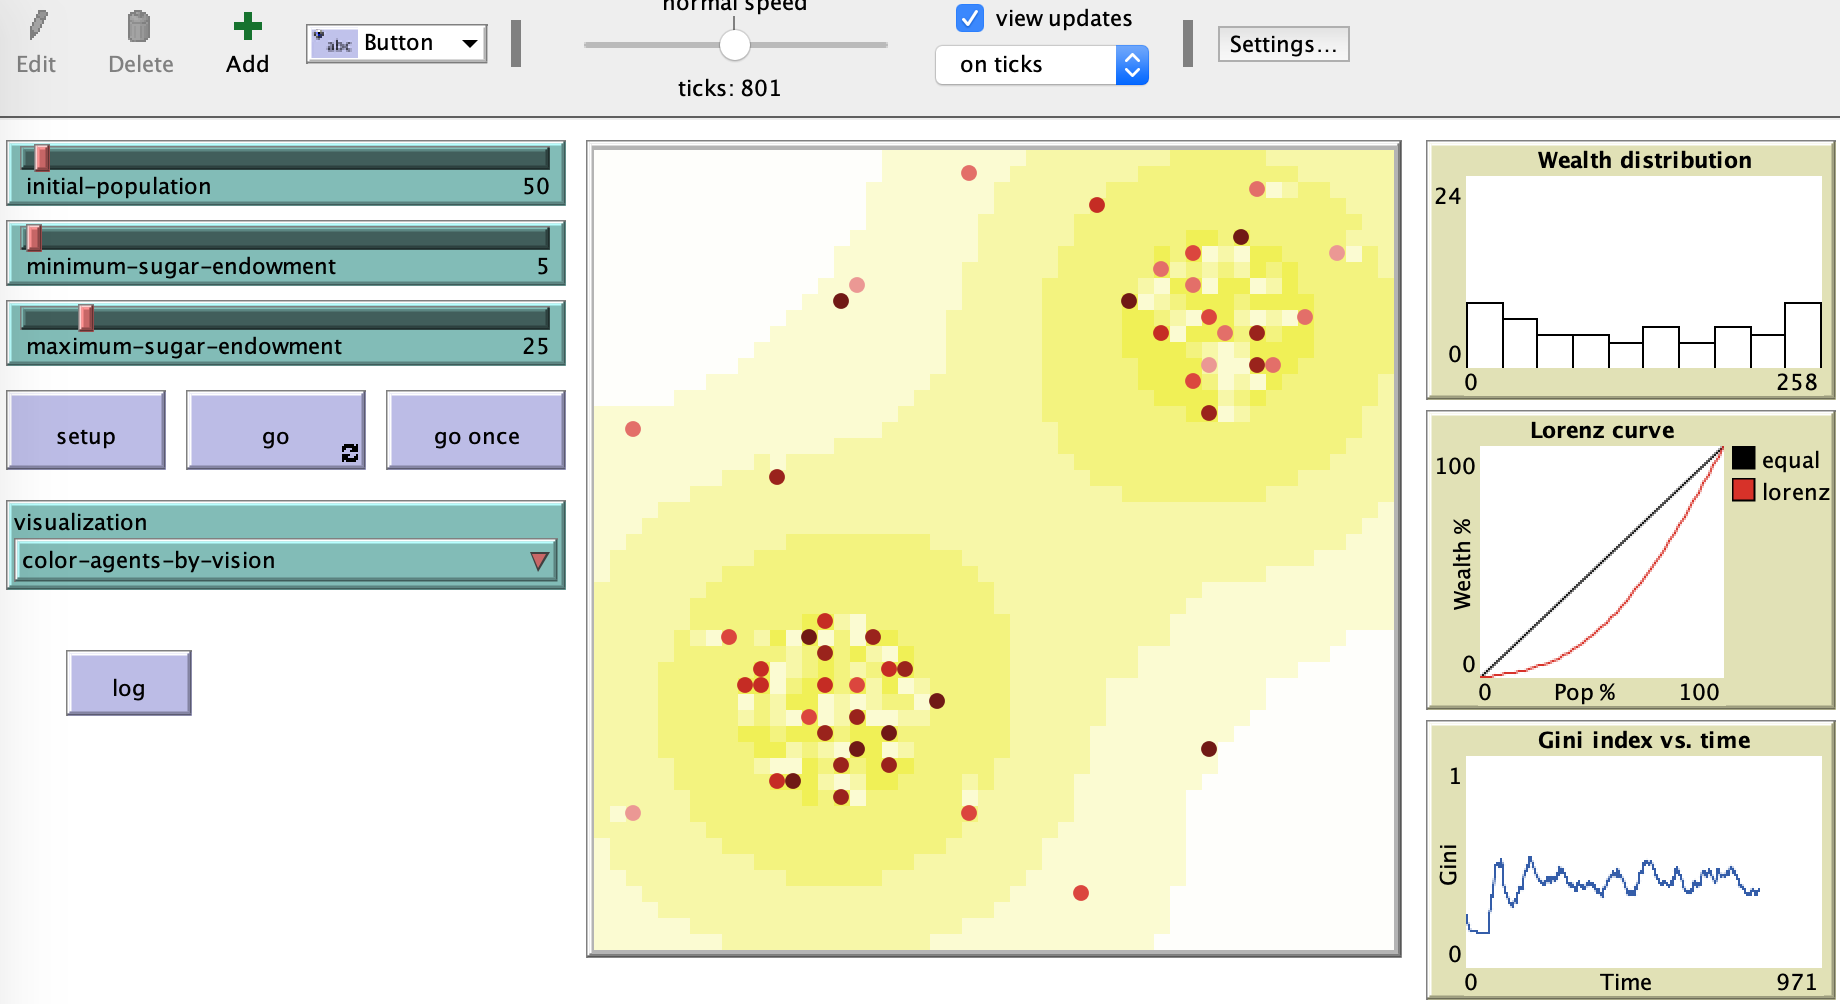 normal speed
view updates
Edit
Delete
Add
abc Button
on ticks
Settings...
ticks: 801
initial-population 50
minimum-sugar-endowment 5
maximum-sugar-endowment 25
setup
go
go once
visualization
color-agents-by-vision
log
Wealth distribution
24
0
0 258
Lorenz curve
100
equal
lorenz
Wealth %
0
0 Pop % 100
Gini index vs. time
1
Gini
0
0 Time 971